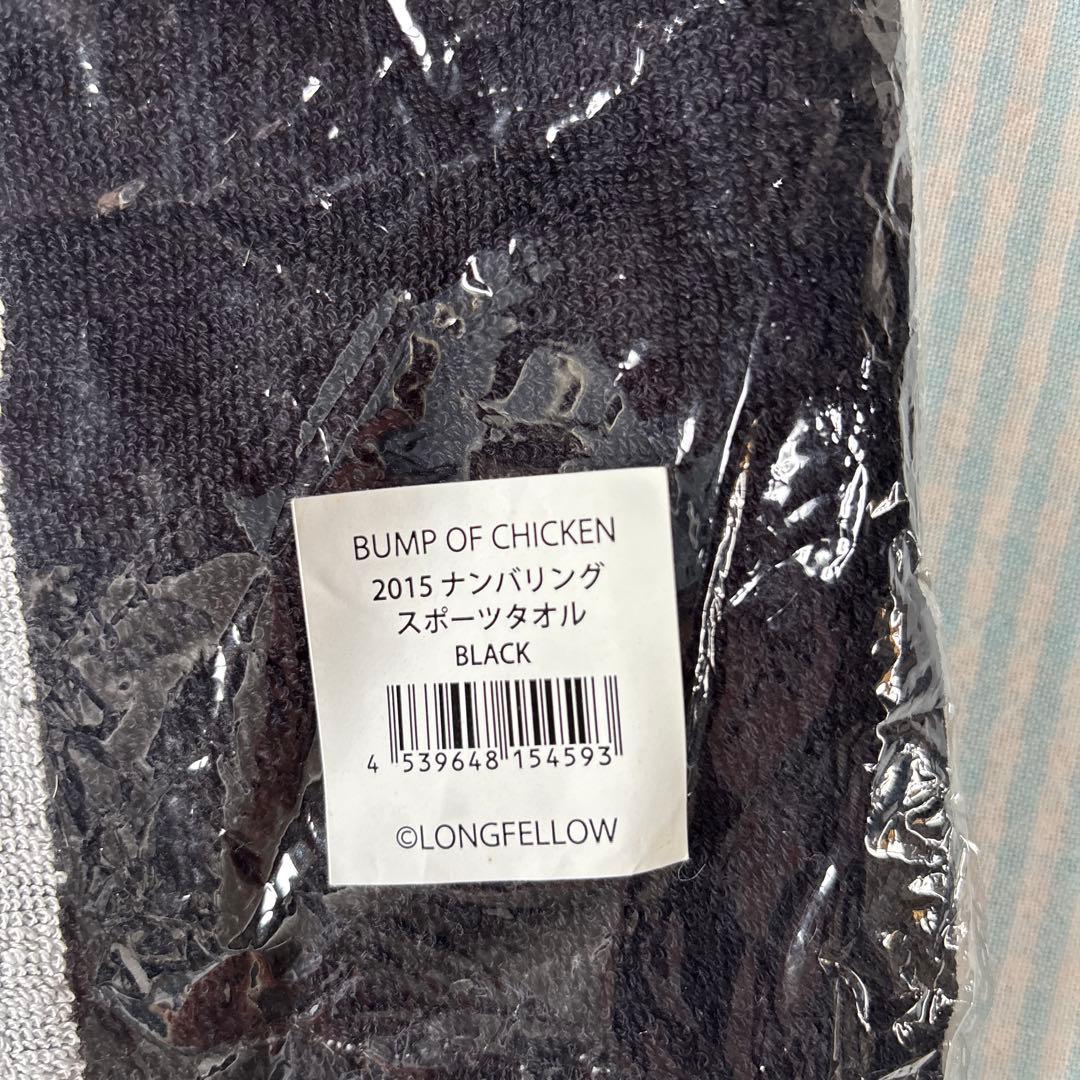 BUMP OF CHICKEN
2015 ナンバリング
スポーツタオル
BLACK
4 539648 154593
©LONGFELLOW